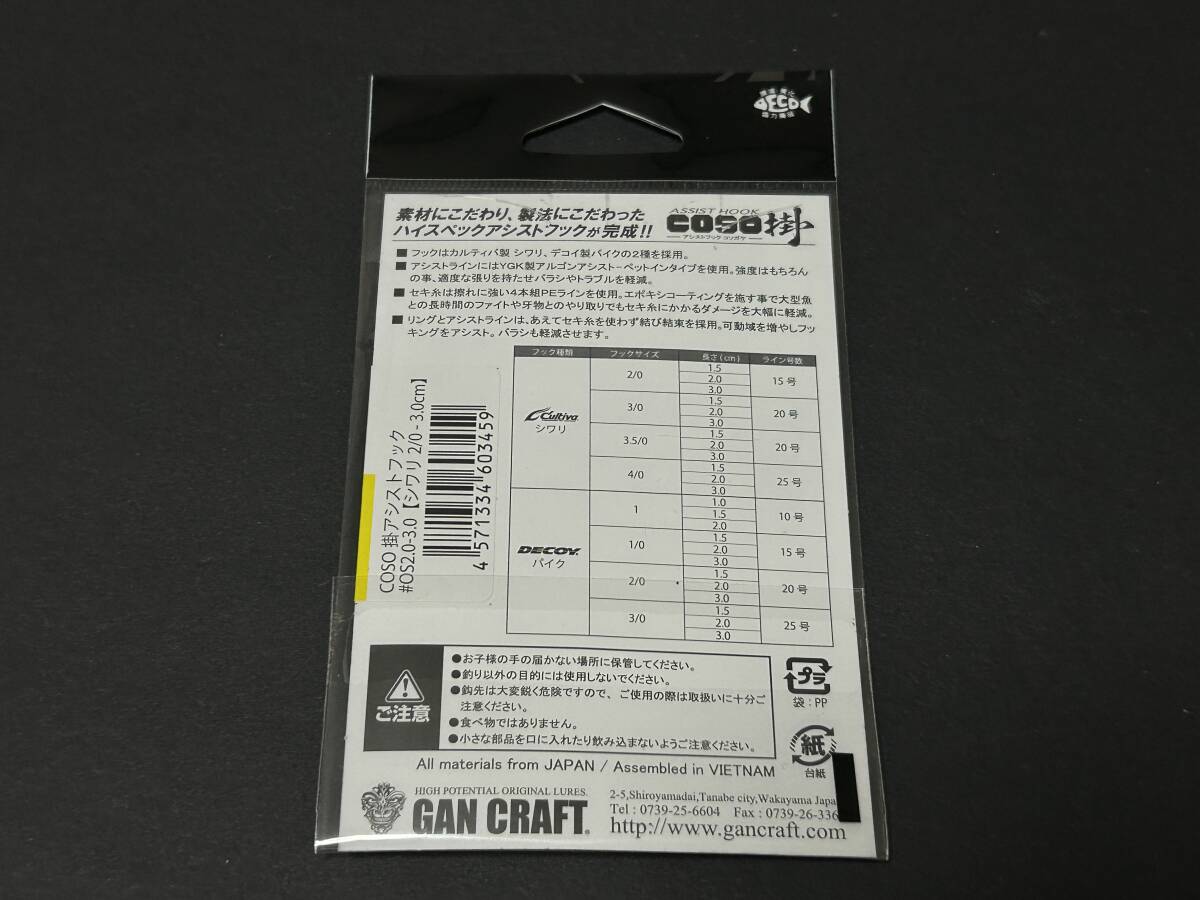 ECO
素材にこだわり、製法にこだわった
ハイスペックアシストフックが完成!!
ASSIST HOOK
COSO掛
アシストフック コソガケ
■ フックはカルティバ製 シワリ、デコイ製パイクの2種を採用。
■ アシストラインにはYGK製アルゴンアシスト-ペットインタイプを使用。強度はもちろん
の事、適度な張りを持たせバラシやトラブルを軽減。
■ セキ糸は擦れに強い4本組PEラインを使用。エポキシコーティングを施す事で大型魚
との長時間のファイトや牙物とのやり取りでもセキ糸にかかるダメージを大幅に軽減。
■ リングとアシストラインは、あえてセキ糸を使わず結び結束を採用。可動域を増やしフッ
キングをアシスト。バラシも軽減させます。
フック種類 フックサイズ 長さ(cm) ライン号数
Cultiva シワリ
2/0 1.5 2.0 3.0 15号
3/0 1.5 2.0 3.0 20号
3.5/0 1.5 2.0 3.0 20号
4/0 1.5 2.0 3.0 25号
DECOY パイク
1 1.0 1.5 2.0 10号
1/0 1.5 2.0 3.0 15号
2/0 1.5 2.0 3.0 20号
3/0 1.5 2.0 3.0 25号
COSO 掛アシストフック
#OS2.0-3.0【シワリ 2/0 - 3.0cm】
4 571334 603459
ご注意
●お子様の手の届かない場所に保管してください。
●釣り以外の目的には使用しないでください。
●鈎先は大変鋭く危険ですので、ご使用の際は取扱いに十分ご
注意ください。
●食べ物ではありません。
●小さな部品を口に入れたり飲み込まないようご注意ください。
プラ
袋:PP
紙
台紙
All materials from JAPAN / Assembled in VIETNAM
HIGH POTENTIAL ORIGINAL LURES.
GAN CRAFT®
2-5,Shiroyamadai,Tanabe city,Wakayama Japa
Tel : 0739-25-6604 Fax : 0739-26-336
http://www.gancraft.com